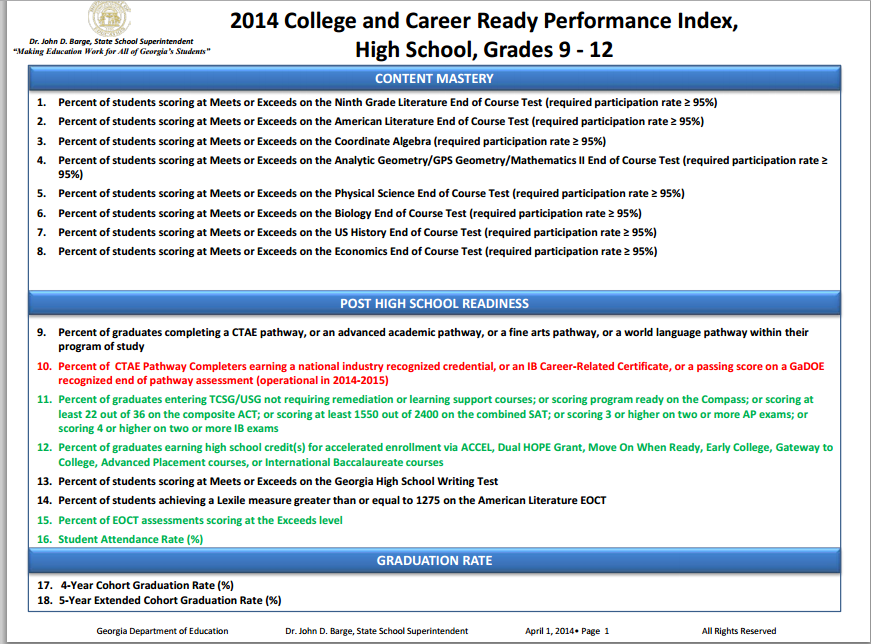 2014 College and Career Ready Performance Index,
High School, Grades 9 - 12
Dr. John D. Barge, State School Superintendent
"Making Education Work for All of Georgia's Students"
CONTENT MASTERY
1. Percent of students scoring at Meets or Exceeds on the Ninth Grade Literature End of Course Test (required participation rate ≥ 95%)
2. Percent of students scoring at Meets or Exceeds on the American Literature End of Course Test (required participation rate ≥ 95%)
3. Percent of students scoring at Meets or Exceeds on the Coordinate Algebra (required participation rate ≥ 95%)
4. Percent of students scoring at Meets or Exceeds on the Analytic Geometry/GPS Geometry/Mathematics II End of Course Test (required participation rate ≥
95%)
5. Percent of students scoring at Meets or Exceeds on the Physical Science End of Course Test (required participation rate ≥ 95%)
6. Percent of students scoring at Meets or Exceeds on the Biology End of Course Test (required participation rate ≥ 95%)
7. Percent of students scoring at Meets or Exceeds on the US History End of Course Test (required participation rate ≥ 95%)
8. Percent of students scoring at Meets or Exceeds on the Economics End of Course Test (required participation rate ≥ 95%)
POST HIGH SCHOOL READINESS
9. Percent of graduates completing a CTAE pathway, or an advanced academic pathway, or a fine arts pathway, or a world language pathway within their
program of study
10. Percent of CTAE Pathway Completers earning a national industry recognized credential, or an IB Career-Related Certificate, or a passing score on a GaDOE
recognized end of pathway assessment (operational in 2014-2015)
11. Percent of graduates entering TCSG/USG not requiring remediation or learning support courses; or scoring program ready on the Compass; or scoring at
least 22 out of 36 on the composite ACT; or scoring at least 1550 out of 2400 on the combined SAT; or scoring 3 or higher on two or more AP exams; or
scoring 4 or higher on two or more IB exams
12. Percent of graduates earning high school credit(s) for accelerated enrollment via ACCEL, Dual HOPE Grant, Move On When Ready, Early College, Gateway to
College, Advanced Placement courses, or International Baccalaureate courses
13. Percent of students scoring at Meets or Exceeds on the Georgia High School Writing Test
14. Percent of students achieving a Lexile measure greater than or equal to 1275 on the American Literature EOCT
15. Percent of EOCT assessments scoring at the Exceeds level
16. Student Attendance Rate (%)
GRADUATION RATE
17. 4-Year Cohort Graduation Rate (%)
18. 5-Year Extended Cohort Graduation Rate (%)
Georgia Department of Education Dr. John D. Barge, State School Superintendent April 1, 2014• Page 1 All Rights Reserved